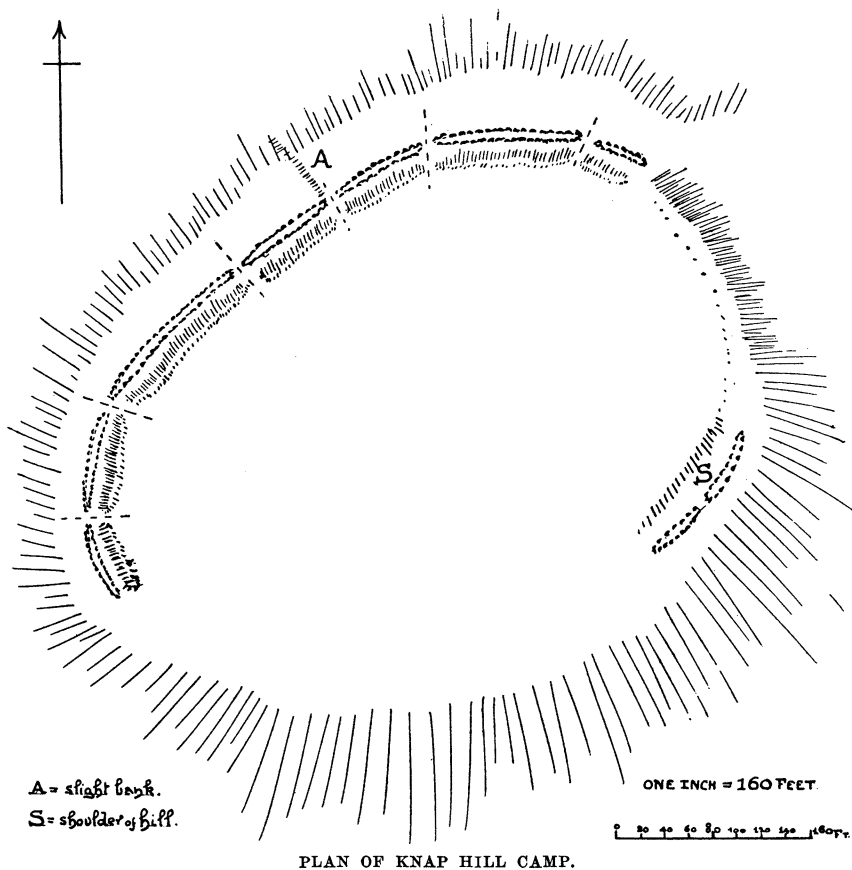 A
S
A = slight bank.
S = shoulder of hill.
ONE INCH = 160 FEET.
0 20 40 60 80 100 120 140 160 FT.
PLAN OF KNAP HILL CAMP.